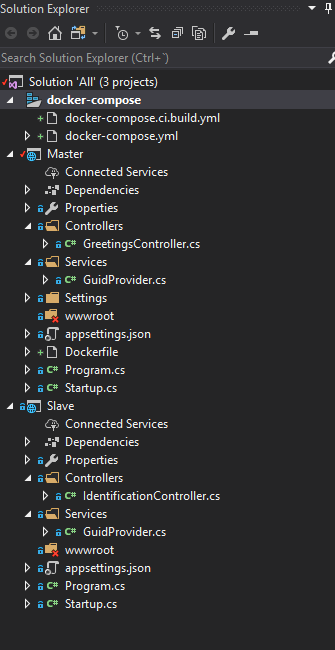 Solution Explorer
Search Solution Explorer (Ctrl+¨)
Solution 'All' (3 projects)
docker-compose
docker-compose.ci.build.yml
docker-compose.yml
Master
Connected Services
Dependencies
Properties
Controllers
GreetingsController.cs
Services
GuidProvider.cs
Settings
wwwroot
appsettings.json
Dockerfile
Program.cs
Startup.cs
Slave
Connected Services
Dependencies
Properties
Controllers
IdentificationController.cs
Services
GuidProvider.cs
wwwroot
appsettings.json
Program.cs
Startup.cs